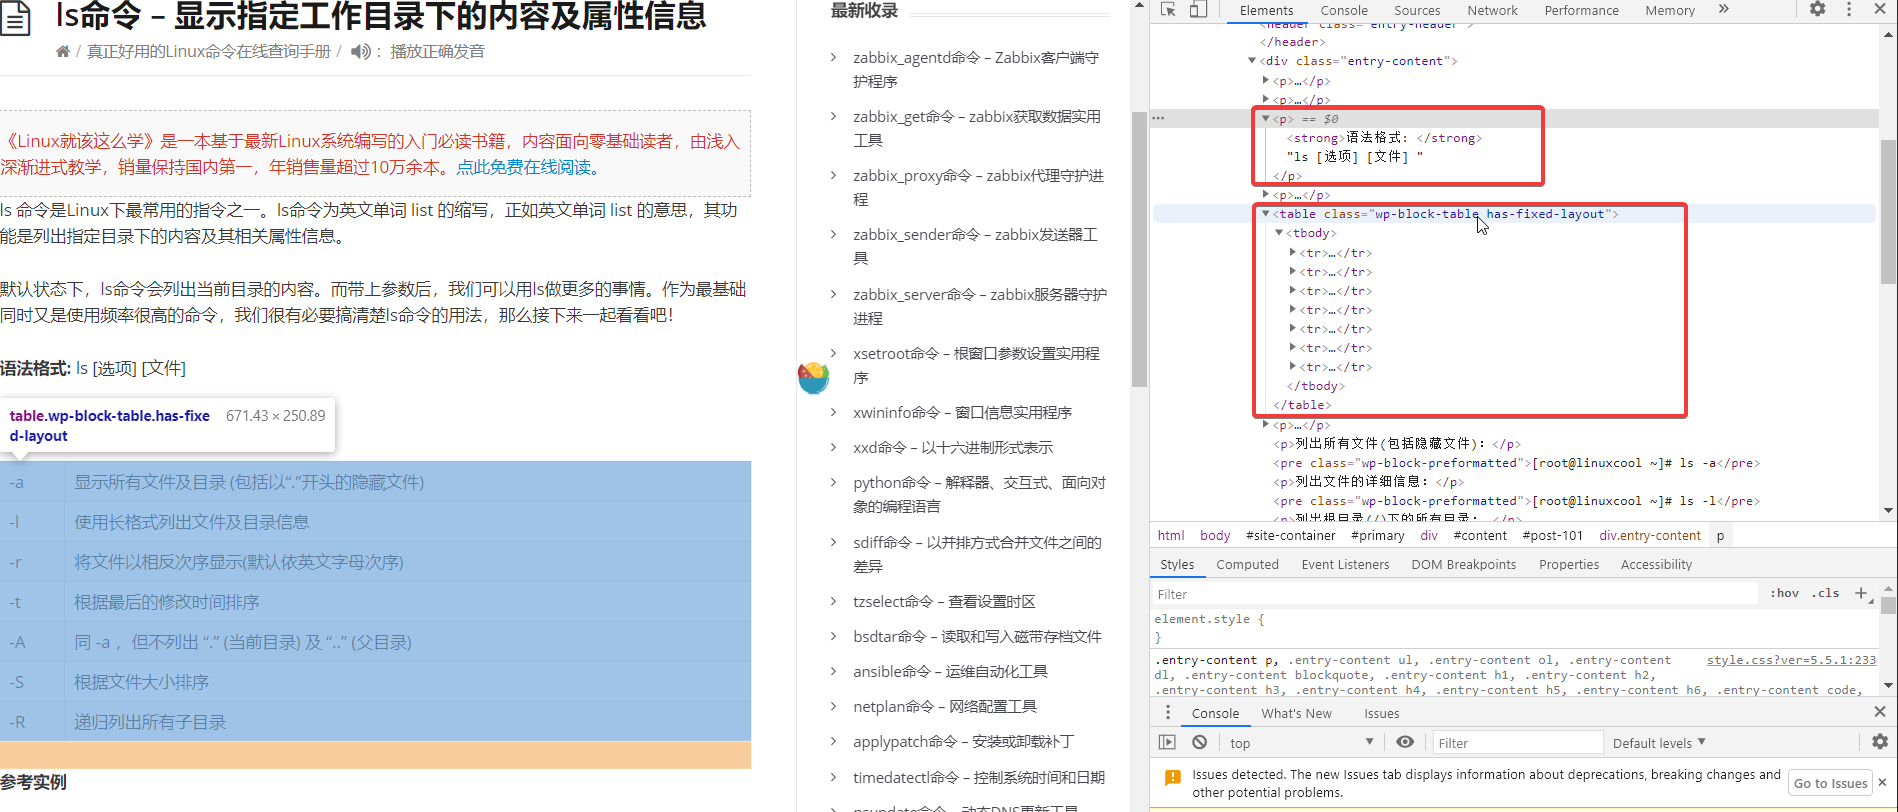 ls命令 – 显示指定工作目录下的内容及属性信息
/ 真正好用的Linux命令在线查询手册 / ：播放正确发音
《Linux就该这么学》是一本基于最新Linux系统编写的入门必读书籍，内容面向零基础读者，由浅入
深渐进式教学，销量保持国内第一，年销售量超过10万余本。点此免费在线阅读。
ls 命令是Linux下最常用的指令之一。ls命令为英文单词 list 的缩写，正如英文单词 list 的意思，其功
能是列出指定目录下的内容及其相关属性信息。
默认状态下，ls命令会列出当前目录的内容。而带上参数后，我们可以用ls做更多的事情。作为最基础
同时又是使用频率很高的命令，我们很有必要搞清楚ls命令的用法，那么接下来一起看看吧！
语法格式: ls [选项] [文件]
table.wp-block-table.has-fixe
d-layout
671.43 × 250.89
-a 显示所有文件及目录 (包括以“.”开头的隐藏文件)
-l 使用长格式列出文件及目录信息
-r 将文件以相反次序显示(默认依英文字母次序)
-t 根据最后的修改时间排序
-A 同 -a ，但不列出 “.” (当前目录) 及 “..” (父目录)
-S 根据文件大小排序
-R 递归列出所有子目录
参考实例
最新收录
zabbix_agentd命令 – Zabbix客户端守
护程序
zabbix_get命令 – zabbix获取数据实用
工具
zabbix_proxy命令 – zabbix代理守护进
程
zabbix_sender命令 – zabbix发送器工
具
zabbix_server命令 – zabbix服务器守护
进程
xsetroot命令 – 根窗口参数设置实用程
序
xwininfo命令 – 窗口信息实用程序
xxd命令 – 以十六进制形式表示
python命令 – 解释器、交互式、面向对
象的编程语言
sdiff命令 – 以并排方式合并文件之间的
差异
tzselect命令 – 查看设置时区
bsdtar命令 – 读取和写入磁带存档文件
ansible命令 – 运维自动化工具
netplan命令 – 网络配置工具
applypatch命令 – 安装或卸载补丁
timedatectl命令 – 控制系统时间和日期
nsupdate命令 – 动态DNS更新工具
Elements Console Sources Network Performance Memory »
<header class="entry-header">
</header>
<div class="entry-content">
<p>…</p>
<p>…</p>
<p> == $0
<strong>语法格式: </strong>
"ls [选项] [文件] "
</p>
<p>…</p>
<table class="wp-block-table has-fixed-layout">
<tbody>
<tr>…</tr>
<tr>…</tr>
<tr>…</tr>
<tr>…</tr>
<tr>…</tr>
<tr>…</tr>
<tr>…</tr>
</tbody>
</table>
<p>…</p>
<p>列出所有文件(包括隐藏文件)：</p>
<pre class="wp-block-preformatted">[root@linuxcool ~]# ls -a</pre>
<p>列出文件的详细信息：</p>
<pre class="wp-block-preformatted">[root@linuxcool ~]# ls -l</pre>
<p>列出根目录(/)下的所有目录： </p>
html body #site-container #primary div #content #post-101 div.entry-content p
Styles Computed Event Listeners DOM Breakpoints Properties Accessibility
Filter :hov .cls +
element.style {
}
.entry-content p, .entry-content ul, .entry-content ol, .entry-content style.css?ver=5.5.1:233
dl, .entry-content blockquote, .entry-content h1, .entry-content h2,
.entry-content h3, .entry-content h4, .entry-content h5, .entry-content h6, .entry-content code,
Console What's New Issues
top Filter Default levels
Issues detected. The new Issues tab displays information about deprecations, breaking changes and
other potential problems.
Go to Issues